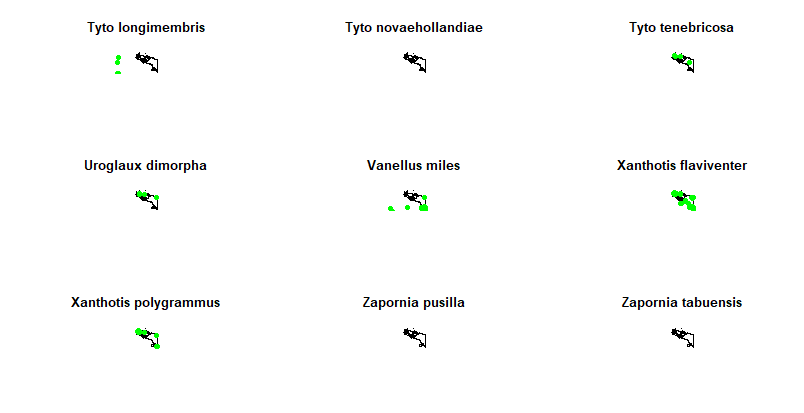 Tyto longimembris
Tyto novaehollandiae
Tyto tenebricosa
Uroglaux dimorpha
Vanellus miles
Xanthotis flaviventer
Xanthotis polygrammus
Zapornia pusilla
Zapornia tabuensis